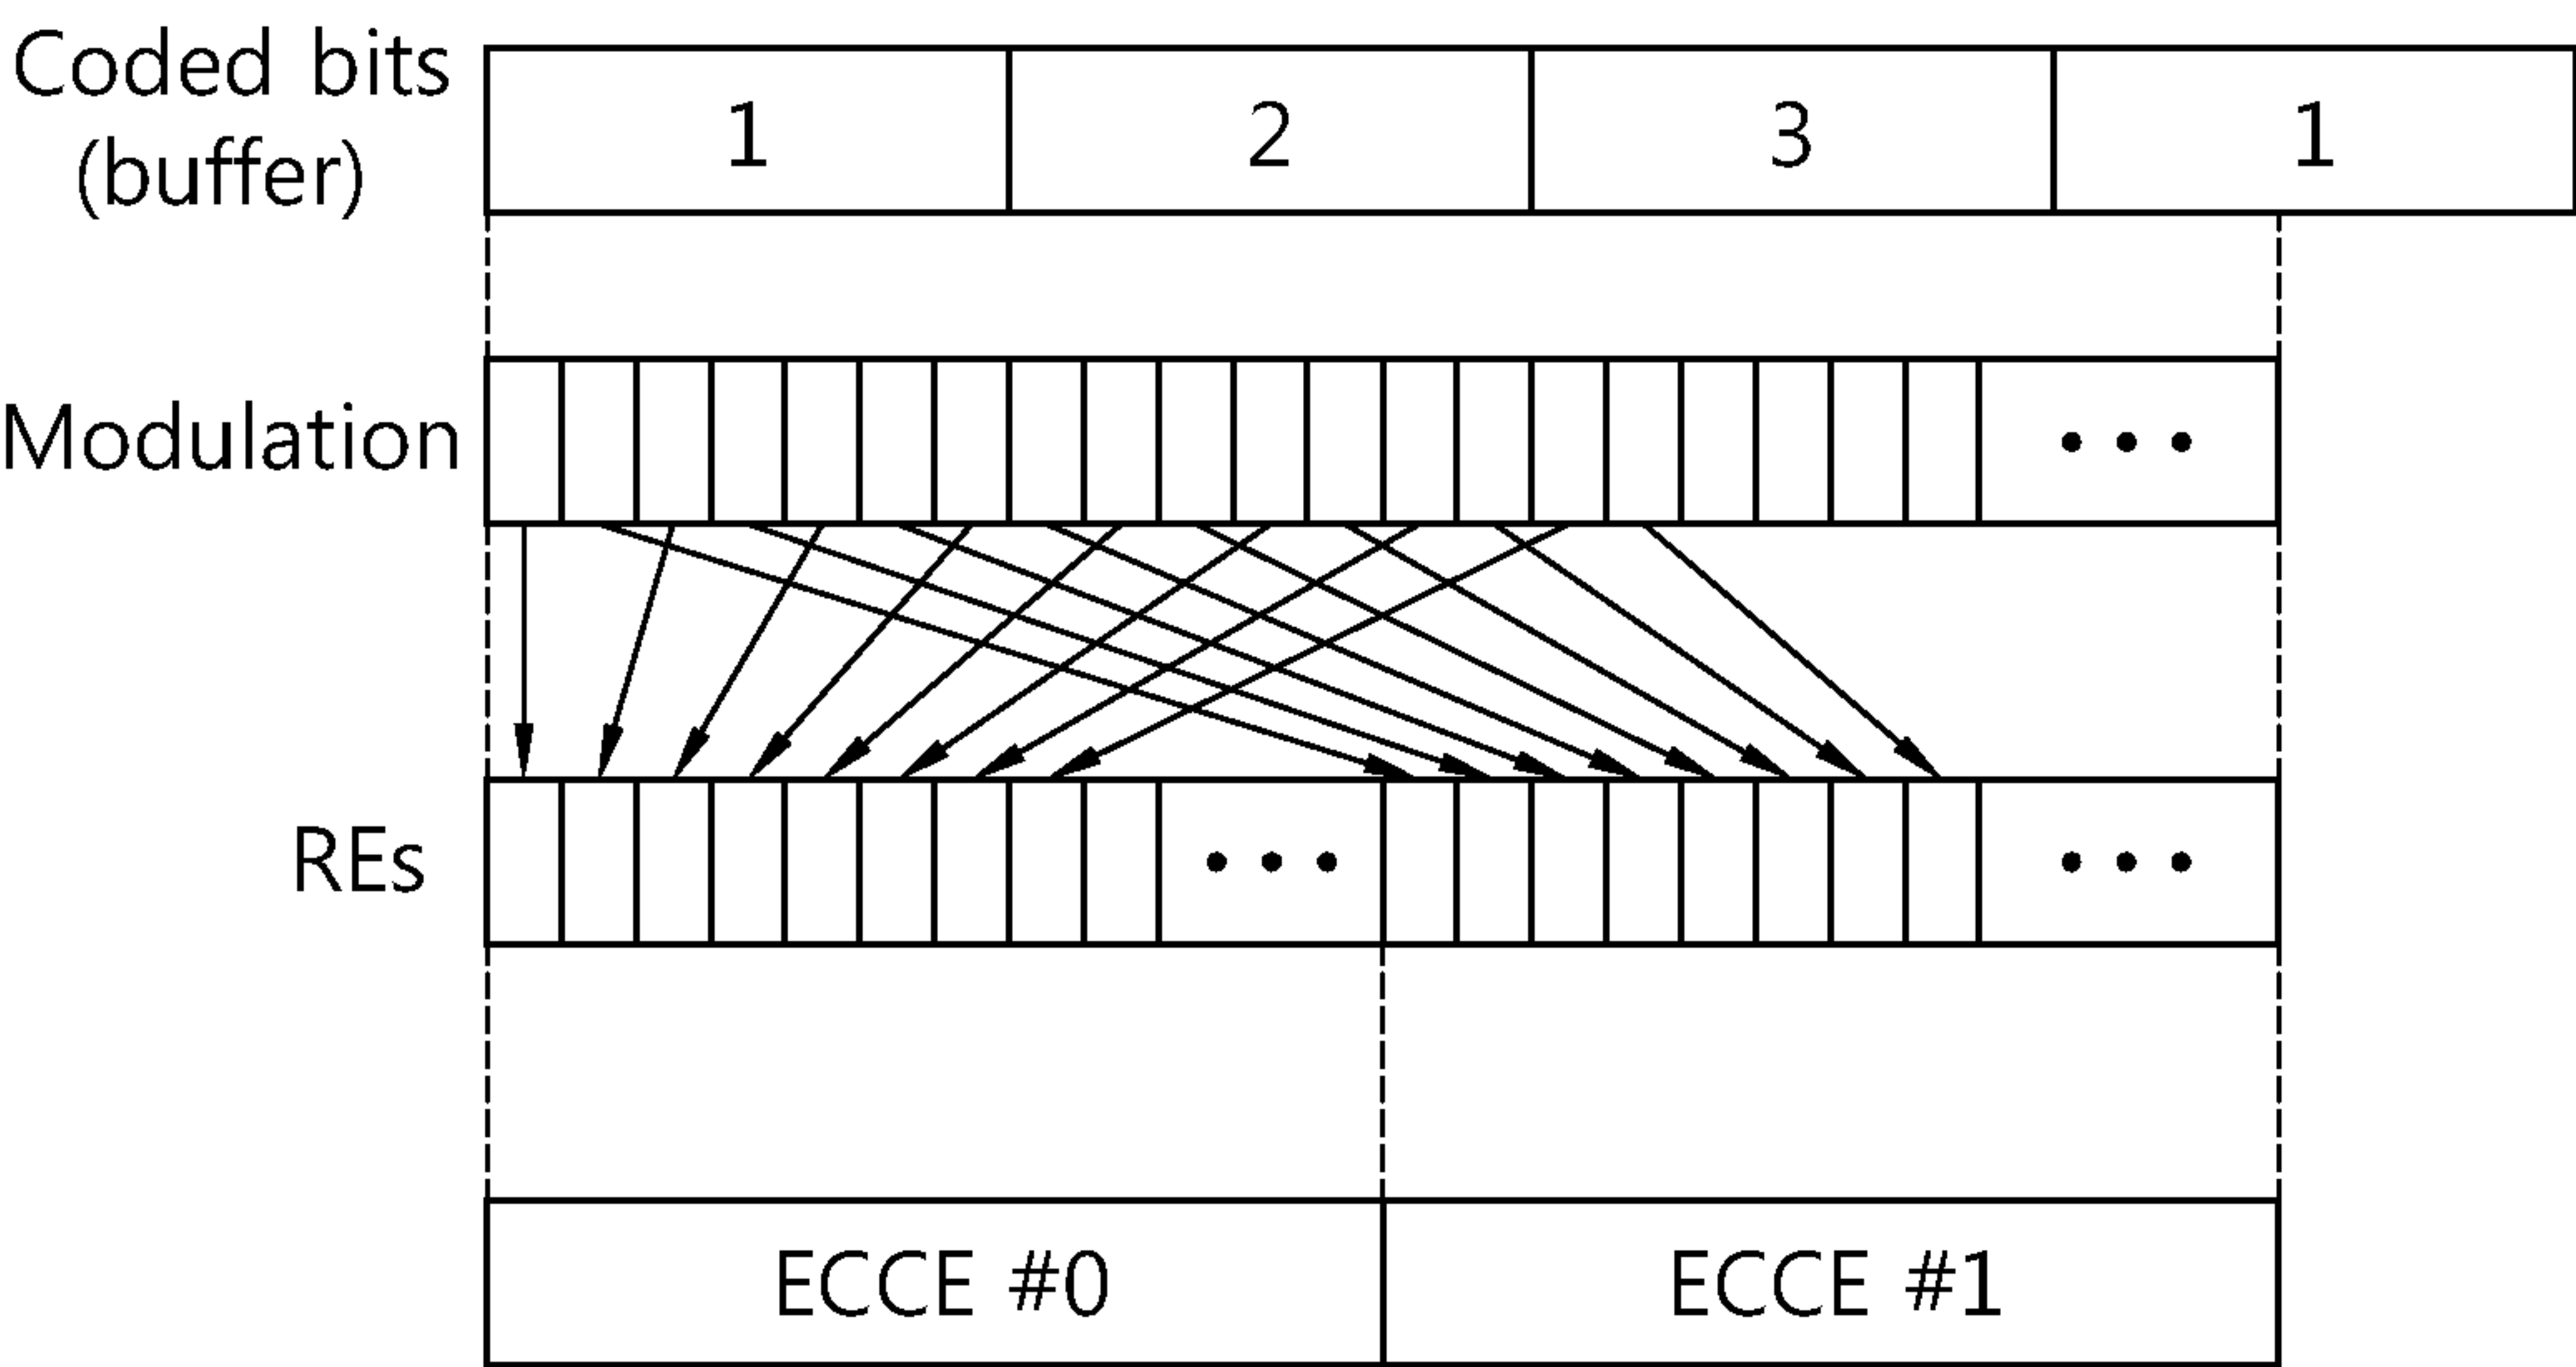 Coded bits
(buffer)
1 2 3 1
Modulation
• • •
REs
• • • • • •
ECCE #0 ECCE #1